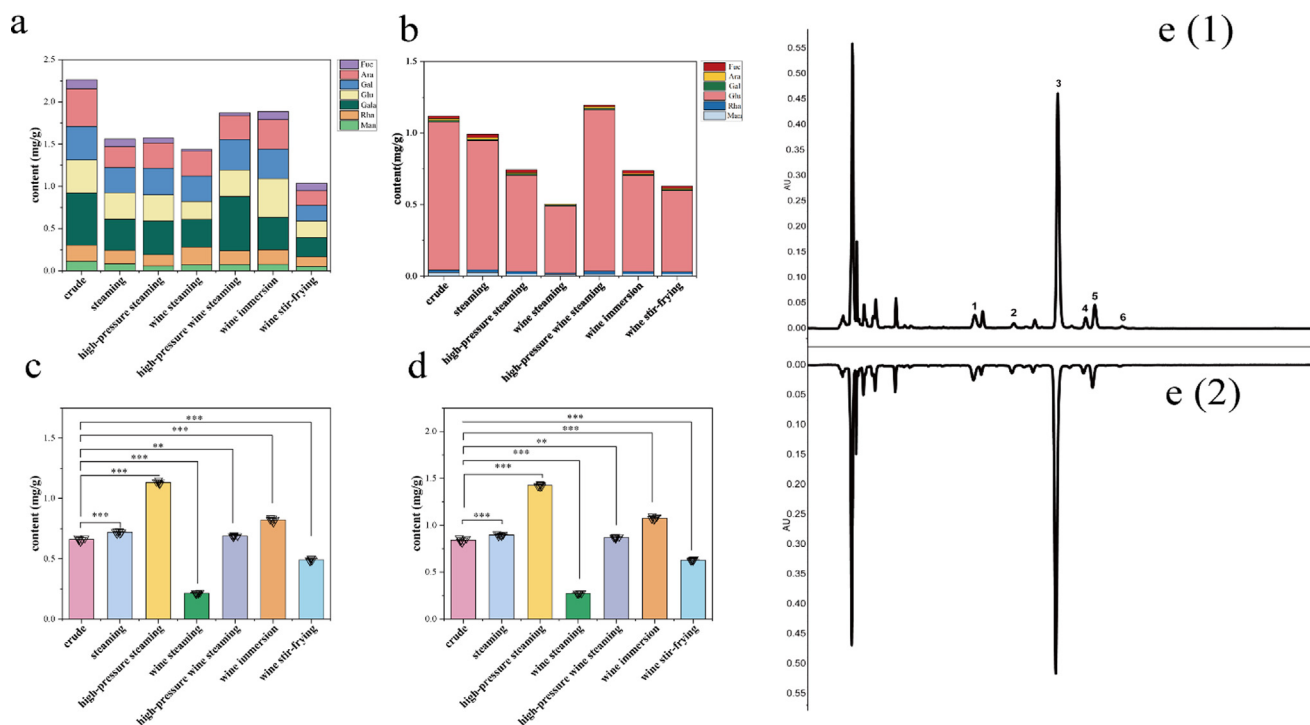 a
content (mg/g)
2.5
2.0
1.5
1.0
0.5
0.0
Fuc
Ara
Gal
Glu
Gala
Rha
Man
crude
steaming
high-pressure steaming
wine steaming
high-pressure wine steaming
wine immersion
wine stir-frying
b
content(mg/g)
1.5
1.0
0.5
0.0
Fuc
Ara
Gal
Glu
Rha
Man
crude
steaming
high-pressure steaming
wine steaming
high-pressure wine steaming
wine immersion
wine stir-frying
c
content (mg/g)
1.5
1.0
0.5
0.0
***
***
**
***
***
***
crude
steaming
high-pressure steaming
wine steaming
high-pressure wine steaming
wine immersion
wine stir-frying
d
content (mg/g)
2.0
1.5
1.0
0.5
0.0
***
***
**
***
***
***
crude
steaming
high-pressure steaming
wine steaming
high-pressure wine steaming
wine immersion
wine stir-frying
e (1)
AU
0.55
0.50
0.45
0.40
0.35
0.30
0.25
0.20
0.15
0.10
0.05
0.00
1
2
3
4
5
6
e (2)
AU
0.00
0.05
0.10
0.15
0.20
0.25
0.30
0.35
0.40
0.45
0.50
0.55